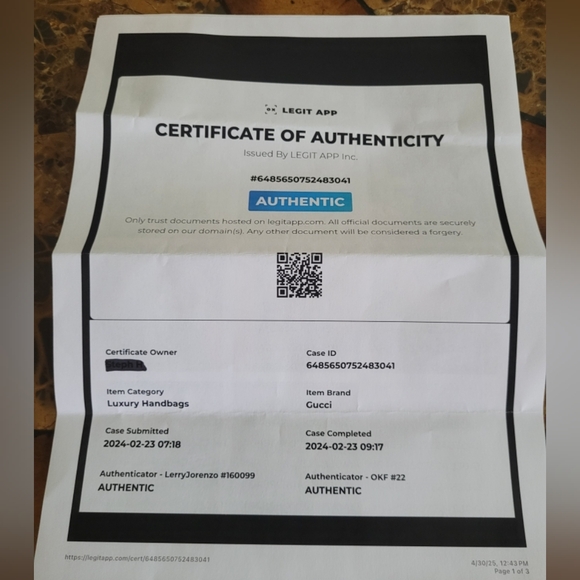 LEGIT APP
CERTIFICATE OF AUTHENTICITY
Issued By LEGIT APP Inc.
#6485650752483041
AUTHENTIC
Only trust documents hosted on legitapp.com. All official documents are securely
stored on our domain(s). Any other document will be considered a forgery.
Certificate Owner
Case ID
6485650752483041
Item Category
Luxury Handbags
Item Brand
Gucci
Case Submitted
2024-02-23 07:18
Case Completed
2024-02-23 09:17
Authenticator - LerryJorenzo #160099
AUTHENTIC
Authenticator - OKF #22
AUTHENTIC
https://legitapp.com/cert/6485650752483041
4/30/25, 12:43 PM
Page 1 of 3